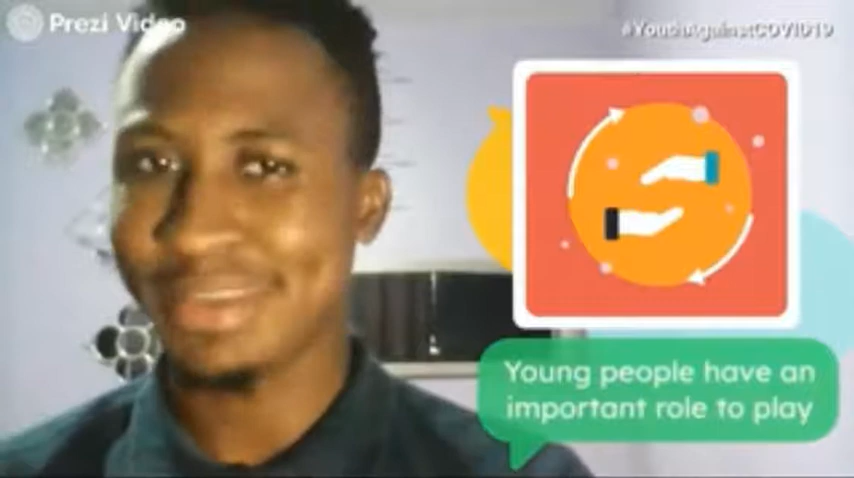 Prezi Video
#YouthAgainstCOVID19
Young people have an
important role to play